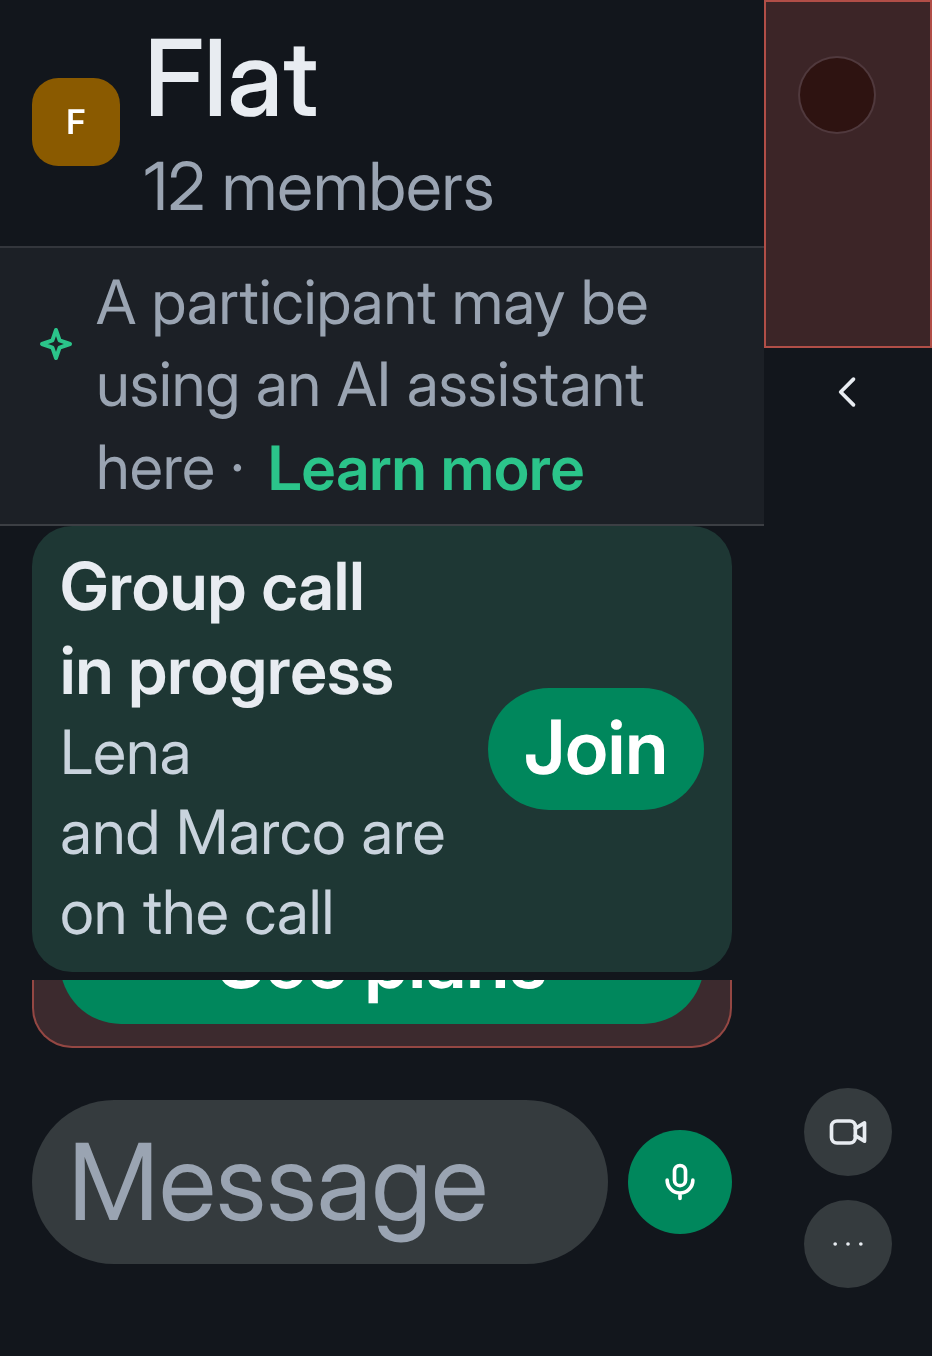 F
Flat
12 members
A participant may be
using an AI assistant
here · Learn more
Group call
in progress
Lena
and Marco are
on the call
Join
Message